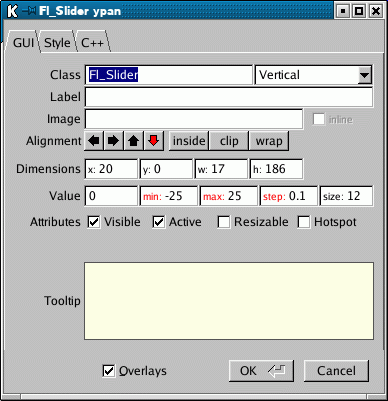 Fl_Slider ypan
GUI Style C++
Class Fl_Slider Vertical
Label
Image inline
Alignment inside clip wrap
Dimensions x: 20 y: 0 w: 17 h: 186
Value 0 min: -25 max: 25 step: 0.1 size: 12
Attributes Visible Active Resizable Hotspot
Tooltip
Overlays OK Cancel